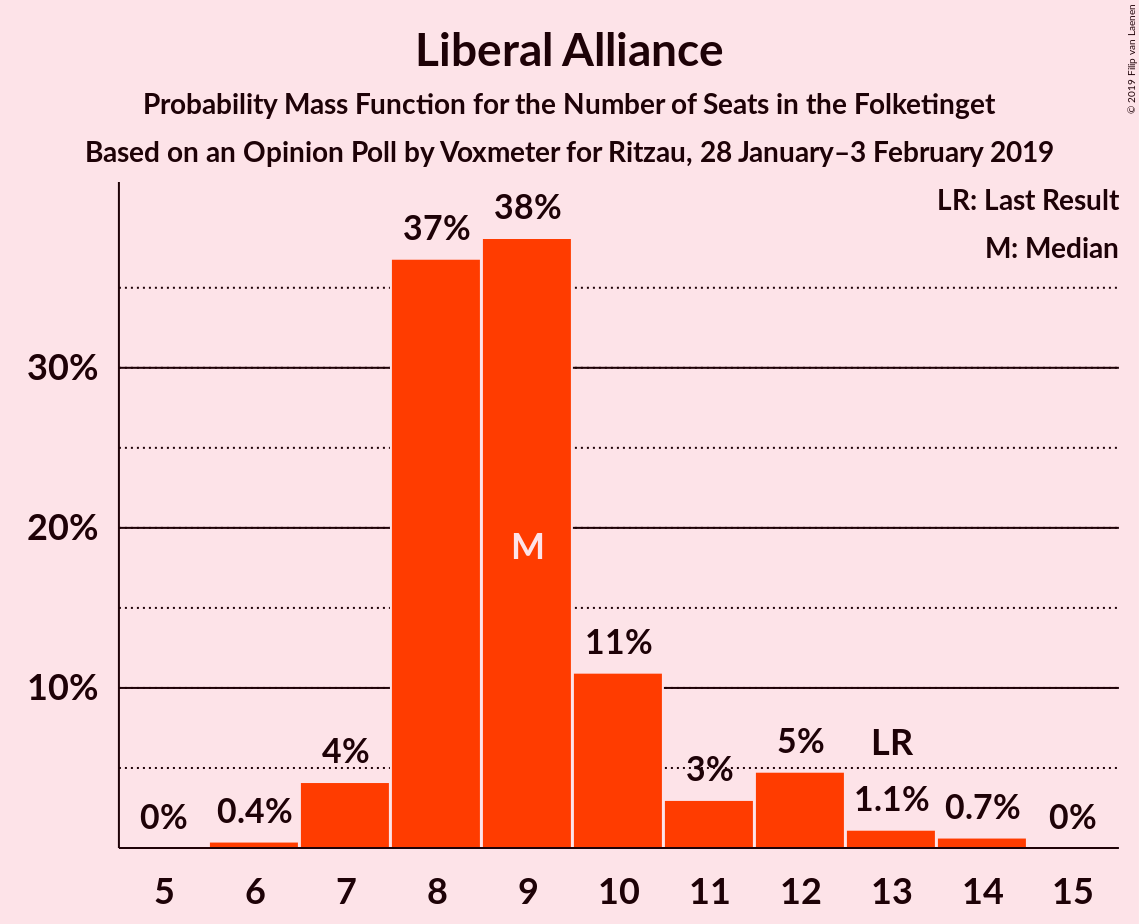 Liberal Alliance
Probability Mass Function for the Number of Seats in the Folketinget
Based on an Opinion Poll by Voxmeter for Ritzau, 28 January–3 February 2019
© 2019 Filip van Laenen
LR: Last Result
M: Median
30%
20%
10%
0%
0.4%
4%
37%
38%
M
11%
3%
5%
LR
1.1%
0.7%
0%
5 6 7 8 9 10 11 12 13 14 15